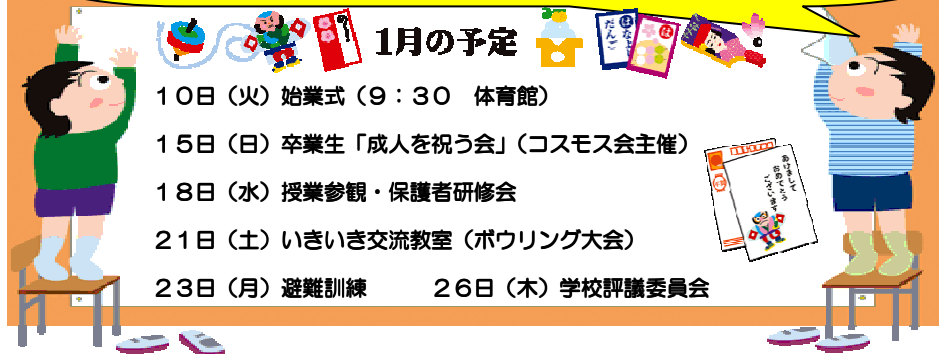 1月の予定
１０日（火）始業式（９：３０　体育館）
１５日（日）卒業生「成人を祝う会」（コスモス会主催）
１８日（水）授業参観・保護者研修会
２１日（土）いきいき交流教室（ボウリング大会）
２３日（月）避難訓練　　　２６日（木）学校評議委員会
はなより
だんご
は
あけまして
おめでとう
ございます